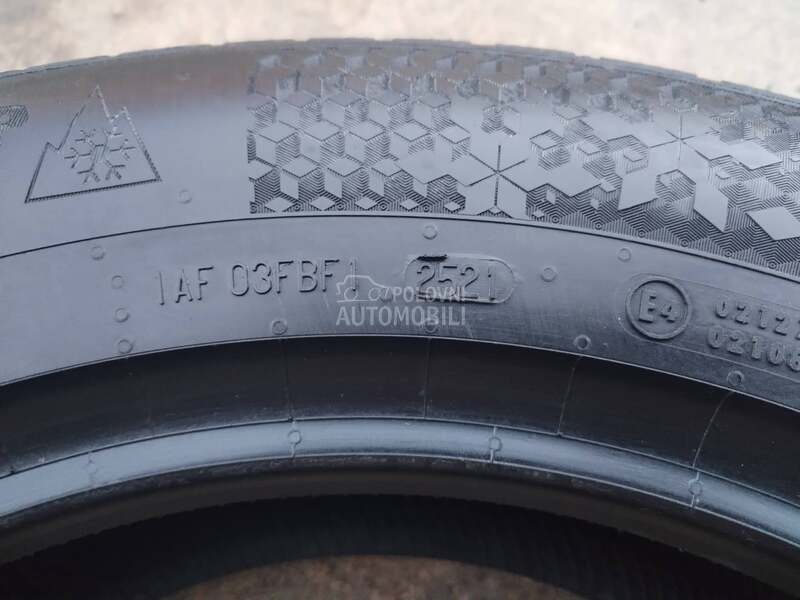 1AF 03FBF1 2521
POLOVNI
AUTOMOBILI
E4